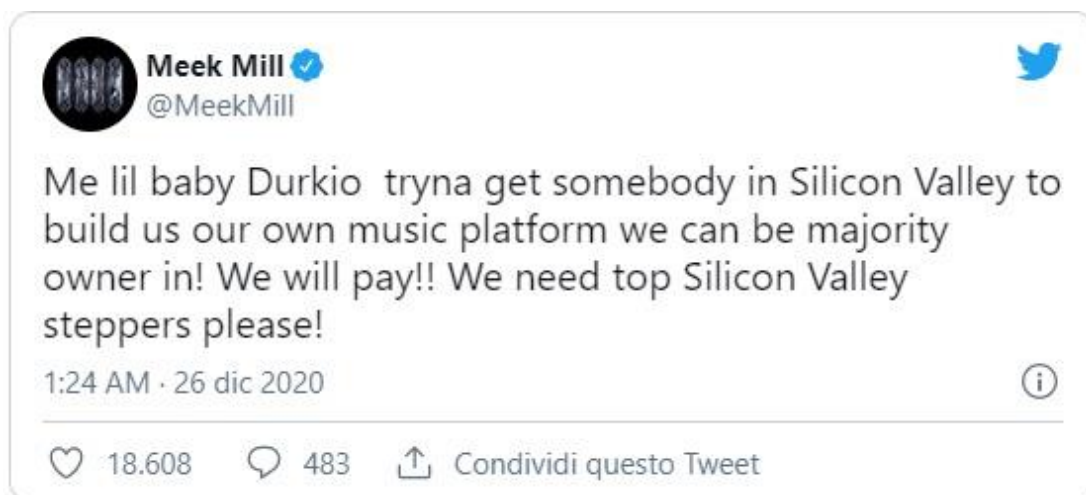 Meek Mill
@MeekMill
Me lil baby Durkio  tryna get somebody in Silicon Valley to
build us our own music platform we can be majority
owner in! We will pay!! We need top Silicon Valley
steppers please!
1:24 AM · 26 dic 2020
18.608 483 Condividi questo Tweet